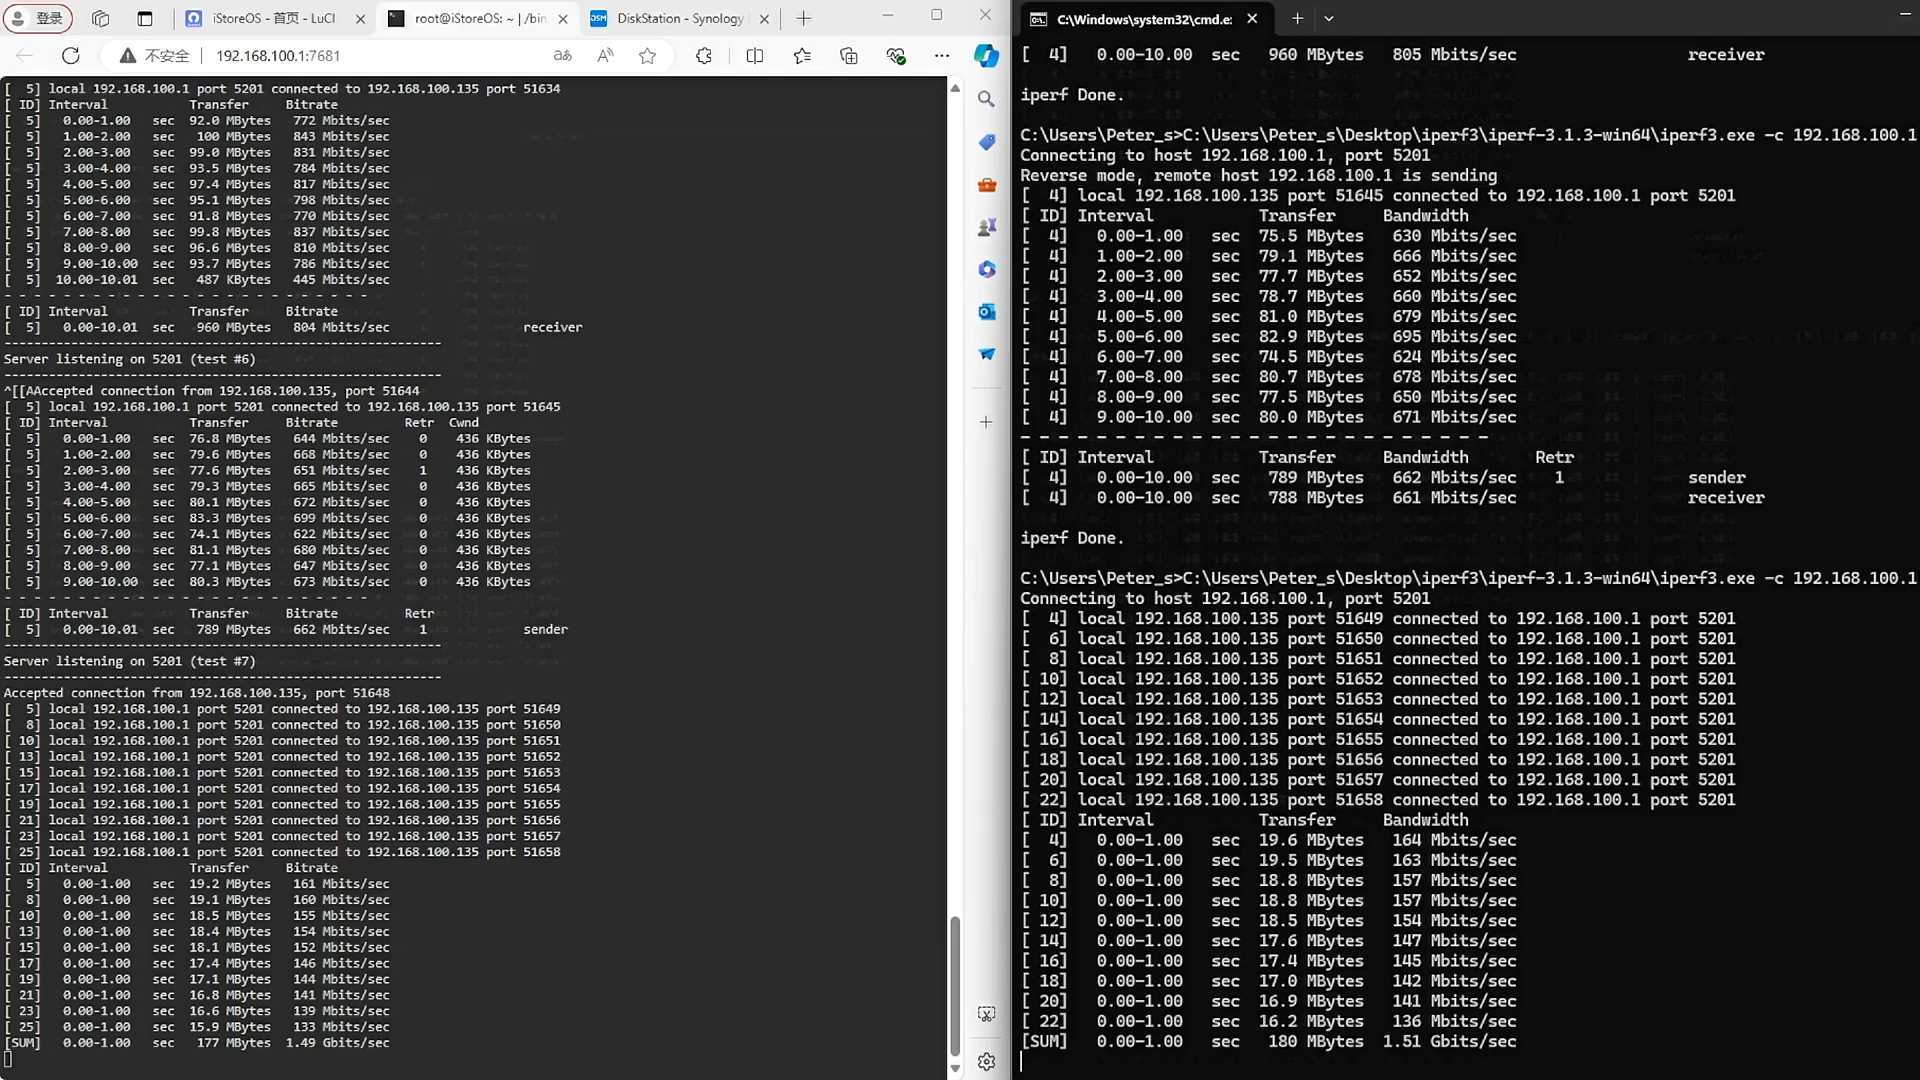 登录
iStoreOS - 首页 - LuCI
root@iStoreOS: ~ | /bin
DiskStation - Synology
不安全
192.168.100.1:7681
[  5] local 192.168.100.1 port 5201 connected to 192.168.100.135 port 51634
[ ID] Interval Transfer Bitrate
[  5] 0.00-1.00 sec 92.0 MBytes 772 Mbits/sec
[  5] 1.00-2.00 sec 100 MBytes 843 Mbits/sec
[  5] 2.00-3.00 sec 99.0 MBytes 831 Mbits/sec
[  5] 3.00-4.00 sec 93.5 MBytes 784 Mbits/sec
[  5] 4.00-5.00 sec 97.4 MBytes 817 Mbits/sec
[  5] 5.00-6.00 sec 95.1 MBytes 798 Mbits/sec
[  5] 6.00-7.00 sec 91.8 MBytes 770 Mbits/sec
[  5] 7.00-8.00 sec 99.8 MBytes 837 Mbits/sec
[  5] 8.00-9.00 sec 96.6 MBytes 810 Mbits/sec
[  5] 9.00-10.00 sec 93.7 MBytes 786 Mbits/sec
[  5] 10.00-10.01 sec 487 KBytes 445 Mbits/sec
- - - - - - - - - - - - - - - - - - - - - - - - -
[ ID] Interval Transfer Bitrate
[  5] 0.00-10.01 sec 960 MBytes 804 Mbits/sec receiver
-----------------------------------------------------------
Server listening on 5201 (test #6)
-----------------------------------------------------------
^[[AAccepted connection from 192.168.100.135, port 51644
[  5] local 192.168.100.1 port 5201 connected to 192.168.100.135 port 51645
[ ID] Interval Transfer Bitrate Retr Cwnd
[  5] 0.00-1.00 sec 76.8 MBytes 644 Mbits/sec 0 436 KBytes
[  5] 1.00-2.00 sec 79.6 MBytes 668 Mbits/sec 0 436 KBytes
[  5] 2.00-3.00 sec 77.6 MBytes 651 Mbits/sec 1 436 KBytes
[  5] 3.00-4.00 sec 79.3 MBytes 665 Mbits/sec 0 436 KBytes
[  5] 4.00-5.00 sec 80.1 MBytes 672 Mbits/sec 0 436 KBytes
[  5] 5.00-6.00 sec 83.3 MBytes 699 Mbits/sec 0 436 KBytes
[  5] 6.00-7.00 sec 74.1 MBytes 622 Mbits/sec 0 436 KBytes
[  5] 7.00-8.00 sec 81.1 MBytes 680 Mbits/sec 0 436 KBytes
[  5] 8.00-9.00 sec 77.1 MBytes 647 Mbits/sec 0 436 KBytes
[  5] 9.00-10.00 sec 80.3 MBytes 673 Mbits/sec 0 436 KBytes
- - - - - - - - - - - - - - - - - - - - - - - - -
[ ID] Interval Transfer Bitrate Retr
[  5] 0.00-10.01 sec 789 MBytes 662 Mbits/sec 1 sender
-----------------------------------------------------------
Server listening on 5201 (test #7)
-----------------------------------------------------------
Accepted connection from 192.168.100.135, port 51648
[  5] local 192.168.100.1 port 5201 connected to 192.168.100.135 port 51649
[  8] local 192.168.100.1 port 5201 connected to 192.168.100.135 port 51650
[ 10] local 192.168.100.1 port 5201 connected to 192.168.100.135 port 51651
[ 13] local 192.168.100.1 port 5201 connected to 192.168.100.135 port 51652
[ 15] local 192.168.100.1 port 5201 connected to 192.168.100.135 port 51653
[ 17] local 192.168.100.1 port 5201 connected to 192.168.100.135 port 51654
[ 19] local 192.168.100.1 port 5201 connected to 192.168.100.135 port 51655
[ 21] local 192.168.100.1 port 5201 connected to 192.168.100.135 port 51656
[ 23] local 192.168.100.1 port 5201 connected to 192.168.100.135 port 51657
[ 25] local 192.168.100.1 port 5201 connected to 192.168.100.135 port 51658
[ ID] Interval Transfer Bitrate
[  5] 0.00-1.00 sec 19.2 MBytes 161 Mbits/sec
[  8] 0.00-1.00 sec 19.1 MBytes 160 Mbits/sec
[ 10] 0.00-1.00 sec 18.5 MBytes 155 Mbits/sec
[ 13] 0.00-1.00 sec 18.4 MBytes 154 Mbits/sec
[ 15] 0.00-1.00 sec 18.1 MBytes 152 Mbits/sec
[ 17] 0.00-1.00 sec 17.4 MBytes 146 Mbits/sec
[ 19] 0.00-1.00 sec 17.1 MBytes 144 Mbits/sec
[ 21] 0.00-1.00 sec 16.8 MBytes 141 Mbits/sec
[ 23] 0.00-1.00 sec 16.6 MBytes 139 Mbits/sec
[ 25] 0.00-1.00 sec 15.9 MBytes 133 Mbits/sec
[SUM] 0.00-1.00 sec 177 MBytes 1.49 Gbits/sec
C:\Windows\system32\cmd.e:
[  4] 0.00-10.00 sec 960 MBytes 805 Mbits/sec receiver
iperf Done.
C:\Users\Peter_s>C:\Users\Peter_s\Desktop\iperf3\iperf-3.1.3-win64\iperf3.exe -c 192.168.100.1
Connecting to host 192.168.100.1, port 5201
Reverse mode, remote host 192.168.100.1 is sending
[  4] local 192.168.100.135 port 51645 connected to 192.168.100.1 port 5201
[ ID] Interval Transfer Bandwidth
[  4] 0.00-1.00 sec 75.5 MBytes 630 Mbits/sec
[  4] 1.00-2.00 sec 79.1 MBytes 666 Mbits/sec
[  4] 2.00-3.00 sec 77.7 MBytes 652 Mbits/sec
[  4] 3.00-4.00 sec 78.7 MBytes 660 Mbits/sec
[  4] 4.00-5.00 sec 81.0 MBytes 679 Mbits/sec
[  4] 5.00-6.00 sec 82.9 MBytes 695 Mbits/sec
[  4] 6.00-7.00 sec 74.5 MBytes 624 Mbits/sec
[  4] 7.00-8.00 sec 80.7 MBytes 678 Mbits/sec
[  4] 8.00-9.00 sec 77.5 MBytes 650 Mbits/sec
[  4] 9.00-10.00 sec 80.0 MBytes 671 Mbits/sec
- - - - - - - - - - - - - - - - - - - - - - - - -
[ ID] Interval Transfer Bandwidth Retr
[  4] 0.00-10.00 sec 789 MBytes 662 Mbits/sec 1 sender
[  4] 0.00-10.00 sec 788 MBytes 661 Mbits/sec receiver
iperf Done.
C:\Users\Peter_s>C:\Users\Peter_s\Desktop\iperf3\iperf-3.1.3-win64\iperf3.exe -c 192.168.100.1
Connecting to host 192.168.100.1, port 5201
[  4] local 192.168.100.135 port 51649 connected to 192.168.100.1 port 5201
[  6] local 192.168.100.135 port 51650 connected to 192.168.100.1 port 5201
[  8] local 192.168.100.135 port 51651 connected to 192.168.100.1 port 5201
[ 10] local 192.168.100.135 port 51652 connected to 192.168.100.1 port 5201
[ 12] local 192.168.100.135 port 51653 connected to 192.168.100.1 port 5201
[ 14] local 192.168.100.135 port 51654 connected to 192.168.100.1 port 5201
[ 16] local 192.168.100.135 port 51655 connected to 192.168.100.1 port 5201
[ 18] local 192.168.100.135 port 51656 connected to 192.168.100.1 port 5201
[ 20] local 192.168.100.135 port 51657 connected to 192.168.100.1 port 5201
[ 22] local 192.168.100.135 port 51658 connected to 192.168.100.1 port 5201
[ ID] Interval Transfer Bandwidth
[  4] 0.00-1.00 sec 19.6 MBytes 164 Mbits/sec
[  6] 0.00-1.00 sec 19.5 MBytes 163 Mbits/sec
[  8] 0.00-1.00 sec 18.8 MBytes 157 Mbits/sec
[ 10] 0.00-1.00 sec 18.8 MBytes 157 Mbits/sec
[ 12] 0.00-1.00 sec 18.5 MBytes 154 Mbits/sec
[ 14] 0.00-1.00 sec 17.6 MBytes 147 Mbits/sec
[ 16] 0.00-1.00 sec 17.4 MBytes 145 Mbits/sec
[ 18] 0.00-1.00 sec 17.0 MBytes 142 Mbits/sec
[ 20] 0.00-1.00 sec 16.9 MBytes 141 Mbits/sec
[ 22] 0.00-1.00 sec 16.2 MBytes 136 Mbits/sec
[SUM] 0.00-1.00 sec 180 MBytes 1.51 Gbits/sec